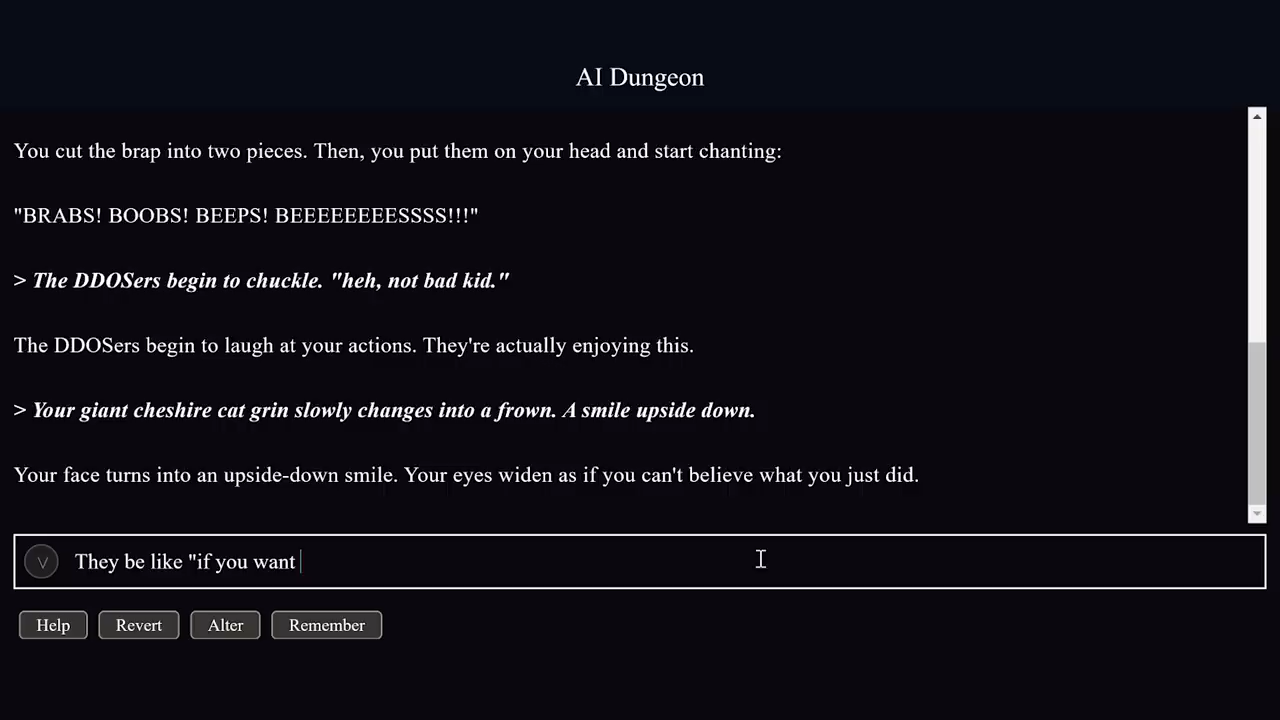 AI Dungeon
You cut the brap into two pieces. Then, you put them on your head and start chanting:
"BRABS! BOOBS! BEEPS! BEEEEEEEESSSS!!!"
> The DDOSers begin to chuckle. "heh, not bad kid."
The DDOSers begin to laugh at your actions. They're actually enjoying this.
> Your giant cheshire cat grin slowly changes into a frown. A smile upside down.
Your face turns into an upside-down smile. Your eyes widen as if you can't believe what you just did.
V They be like "if you want
Help Revert Alter Remember